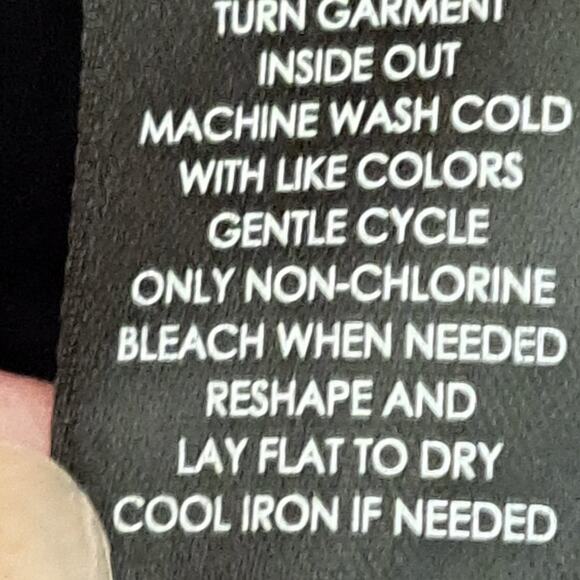 TURN GARMENT
INSIDE OUT
MACHINE WASH COLD
WITH LIKE COLORS
GENTLE CYCLE
ONLY NON-CHLORINE
BLEACH WHEN NEEDED
RESHAPE AND
LAY FLAT TO DRY
COOL IRON IF NEEDED